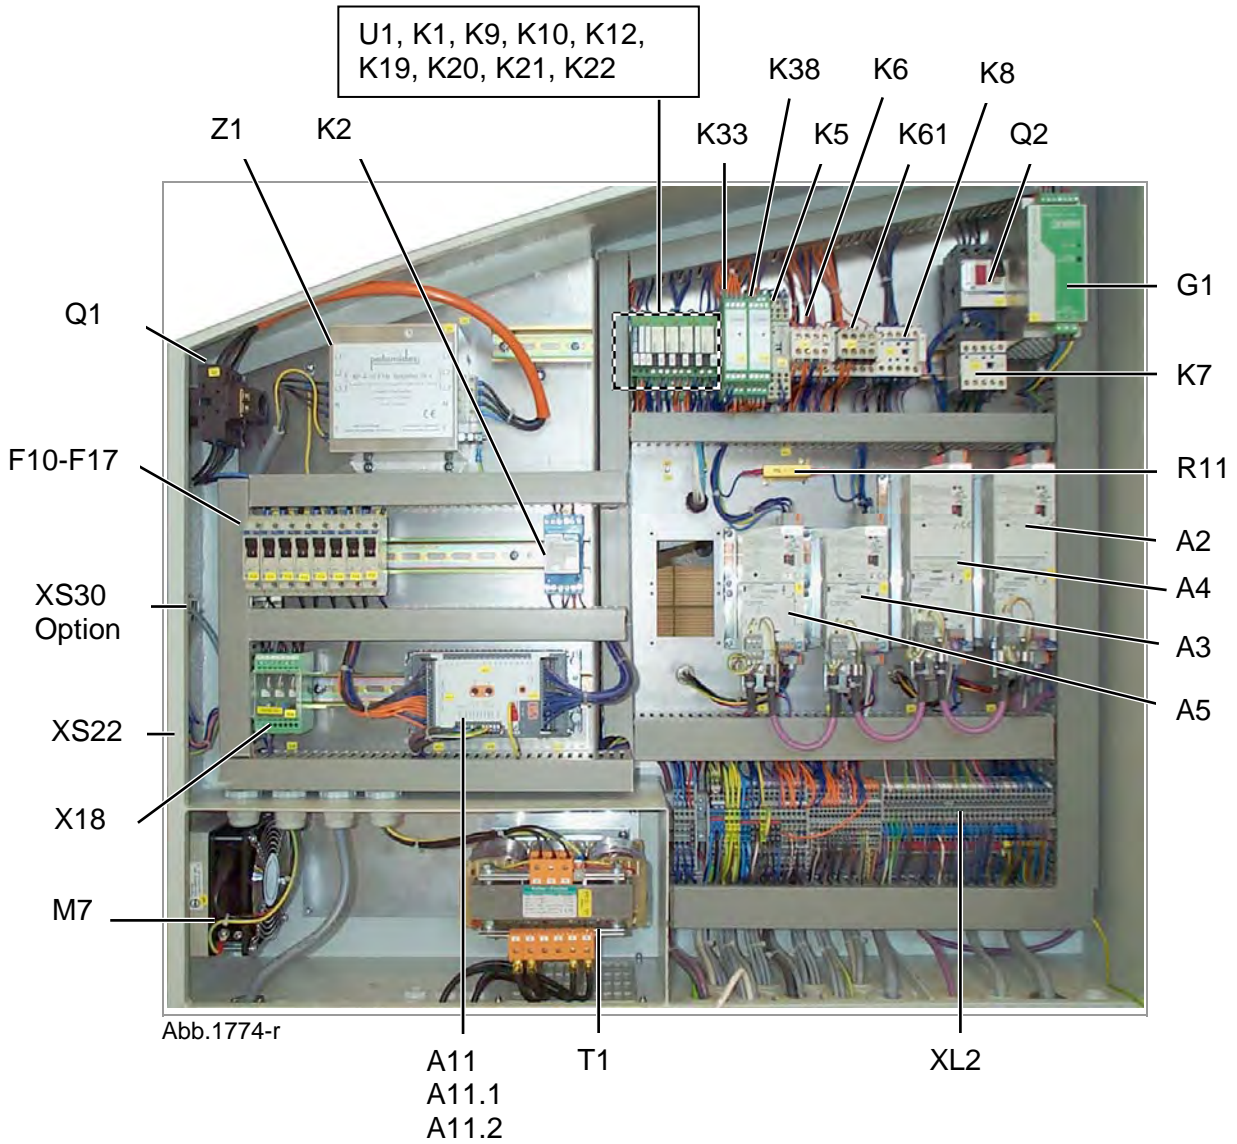 U1, K1, K9, K10, K12,
K19, K20, K21, K22
K38
K6
K8
Z1
K2
K33
K5
K61
Q2
G1
Q1
K7
F10-F17
R11
A2
XS30
Option
A4
A3
XS22
A5
X18
M7
Abb.1774-r
A11
A11.1
A11.2
T1
XL2